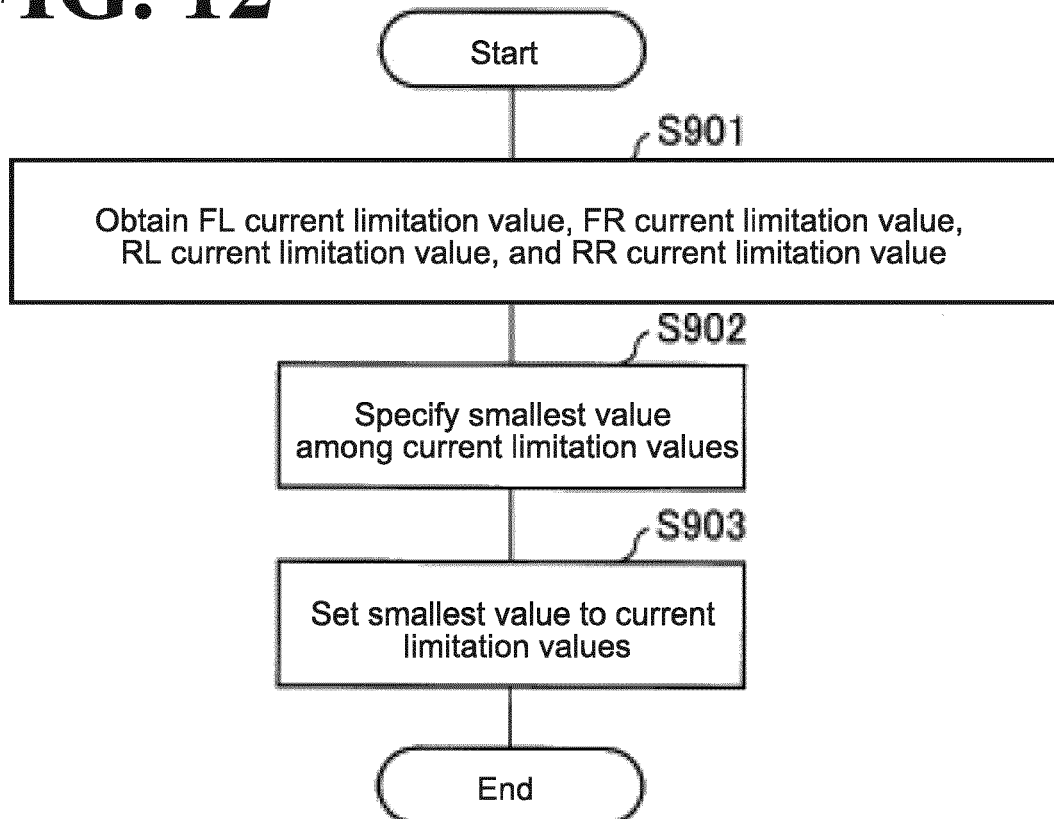 FIG. 12
Start
S901
Obtain FL current limitation value, FR current limitation value,
RL current limitation value, and RR current limitation value
S902
Specify smallest value
among current limitation values
S903
Set smallest value to current
limitation values
End